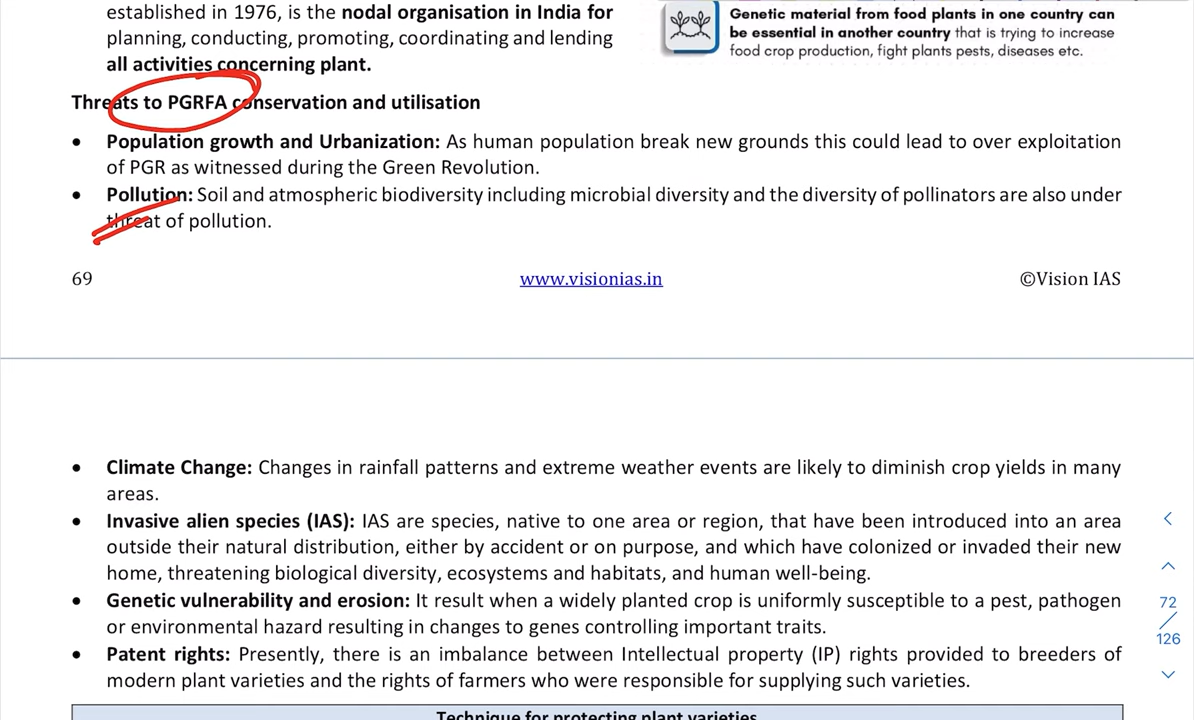 established in 1976, is the nodal organisation in India for
planning, conducting, promoting, coordinating and lending
all activities concerning plant.
Genetic material from food plants in one country can
be essential in another country that is trying to increase
food crop production, fight plants pests, diseases etc.
Threats to PGRFA conservation and utilisation
• Population growth and Urbanization: As human population break new grounds this could lead to over exploitation
of PGR as witnessed during the Green Revolution.
• Pollution: Soil and atmospheric biodiversity including microbial diversity and the diversity of pollinators are also under
threat of pollution.
69 www.visionias.in ©Vision IAS
• Climate Change: Changes in rainfall patterns and extreme weather events are likely to diminish crop yields in many
areas.
• Invasive alien species (IAS): IAS are species, native to one area or region, that have been introduced into an area
outside their natural distribution, either by accident or on purpose, and which have colonized or invaded their new
home, threatening biological diversity, ecosystems and habitats, and human well-being.
• Genetic vulnerability and erosion: It result when a widely planted crop is uniformly susceptible to a pest, pathogen
or environmental hazard resulting in changes to genes controlling important traits.
• Patent rights: Presently, there is an imbalance between Intellectual property (IP) rights provided to breeders of
modern plant varieties and the rights of farmers who were responsible for supplying such varieties.
Technique for protecting plant varieties
72
126